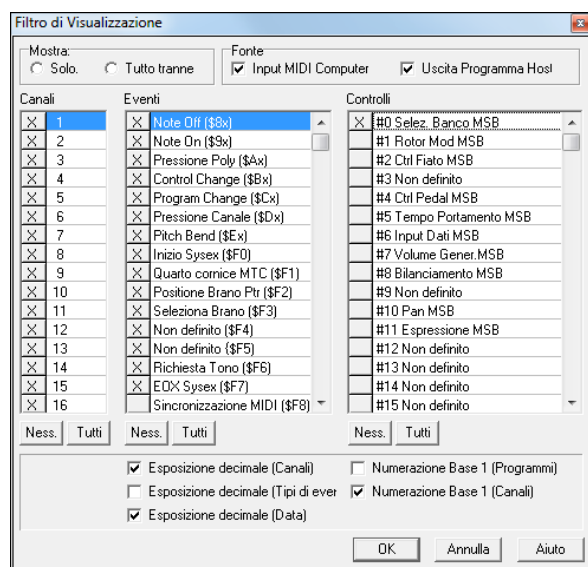 Filtro di Visualizzazione
Mostra:
Solo.
Tutto tranne
Fonte
Input MIDI Computer
Uscita Programma Host
Canali
X 1
X 2
X 3
X 4
X 5
X 6
X 7
X 8
X 9
X 10
X 11
X 12
X 13
X 14
X 15
X 16
Ness. Tutti
Eventi
X Note Off ($8x)
X Note On ($9x)
X Pressione Poly ($Ax)
X Control Change ($Bx)
X Program Change ($Cx)
X Pressione Canale ($Dx)
X Pitch Bend ($Ex)
X Inizio Sysex ($F0)
X Quarto cornice MTC ($F1)
X Positione Brano Ptr ($F2)
X Seleziona Brano ($F3)
X Non definito ($F4)
X Non definito {$F5)
X Richiesta Tono ($F6)
X EOX Sysex ($F7)
Sincronizzazione MIDI ($F8)
Ness. Tutti
Controlli
X #0 Selez. Banco MSB
#1 Rotor Mod MSB
#2 Ctrl Fiato MSB
#3 Non definito
#4 Ctrl Pedal MSB
#5 Tempo Portamento MSB
#6 Input Dati MSB
#7 Volume Gener.MSB
#8 Bilanciamento MSB
#9 Non definito
#10 Pan MSB
#11 Espressione MSB
#12 Non definito
#13 Non definito
#14 Non definito
#15 Non definito
Ness. Tutti
Esposizione decimale (Canali)
Esposizione decimale (Tipi di ever
Esposizione decimale (Data)
Numerazione Base 1 (Programmi)
Numerazione Base 1 (Canali)
OK
Annulla
Aiuto